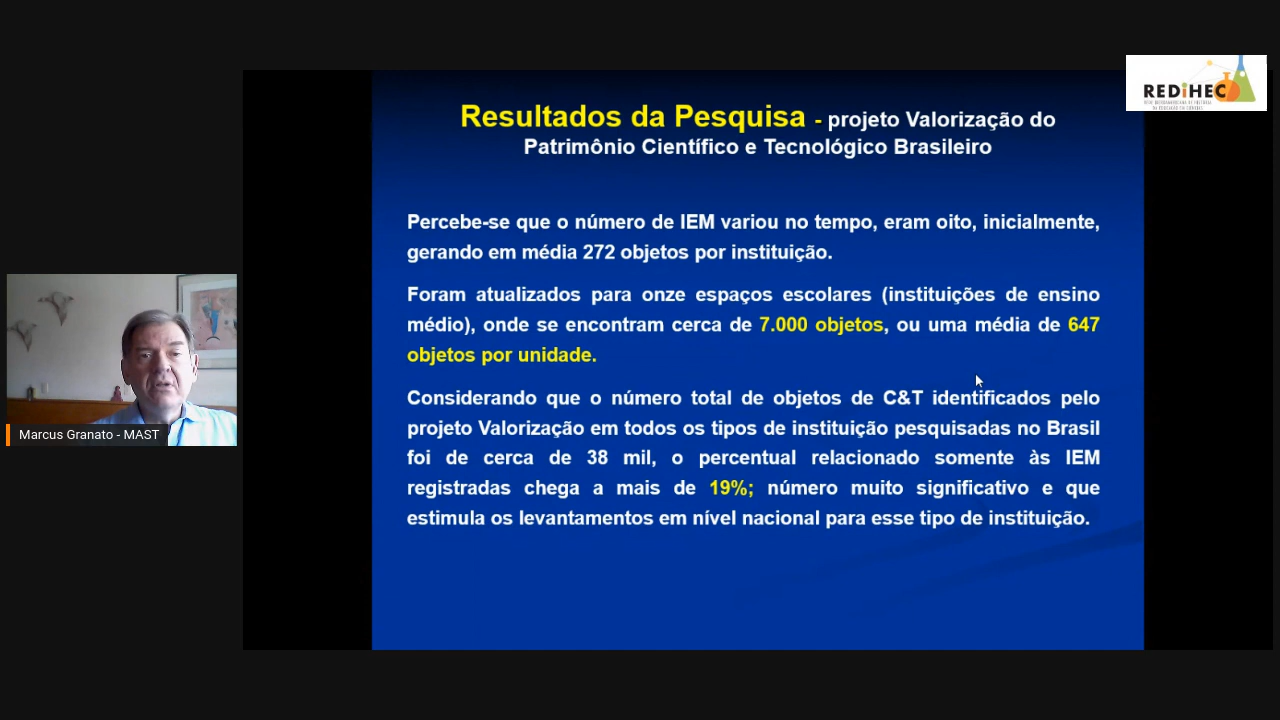 REDiHEC
Resultados da Pesquisa - projeto Valorização do
Patrimônio Científico e Tecnológico Brasileiro
Percebe-se que o número de IEM variou no tempo, eram oito, inicialmente,
gerando em média 272 objetos por instituição.
Foram atualizados para onze espaços escolares (instituições de ensino
médio), onde se encontram cerca de 7.000 objetos, ou uma média de 647
objetos por unidade.
Considerando que o número total de objetos de C&T identificados pelo
projeto Valorização em todos os tipos de instituição pesquisadas no Brasil
foi de cerca de 38 mil, o percentual relacionado somente às IEM
registradas chega a mais de 19%; número muito significativo e que
estimula os levantamentos em nível nacional para esse tipo de instituição.
Marcus Granato - MAST